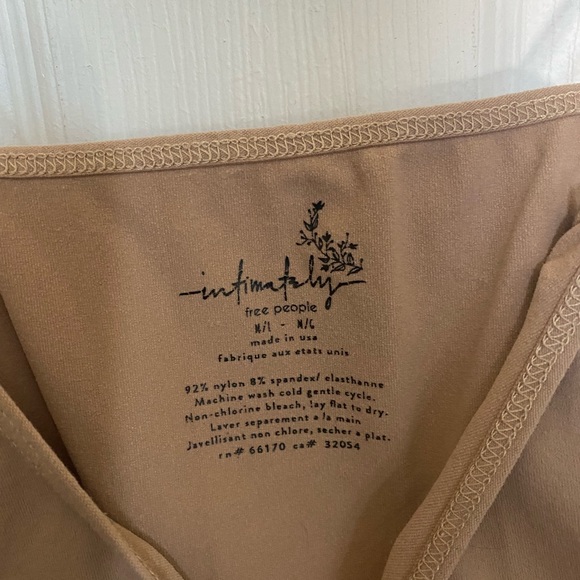 intimately
free people
M/L - M/G
made in usa
fabrique aux etats unis
92% nylon 8% spandex/ elasthanne
Machine wash cold gentle cycle.
Non-chlorine bleach, lay flat to dry.
Laver separement a la main
Javellisant non chlore, secher a plat.
rn# 66170 ca# 32054